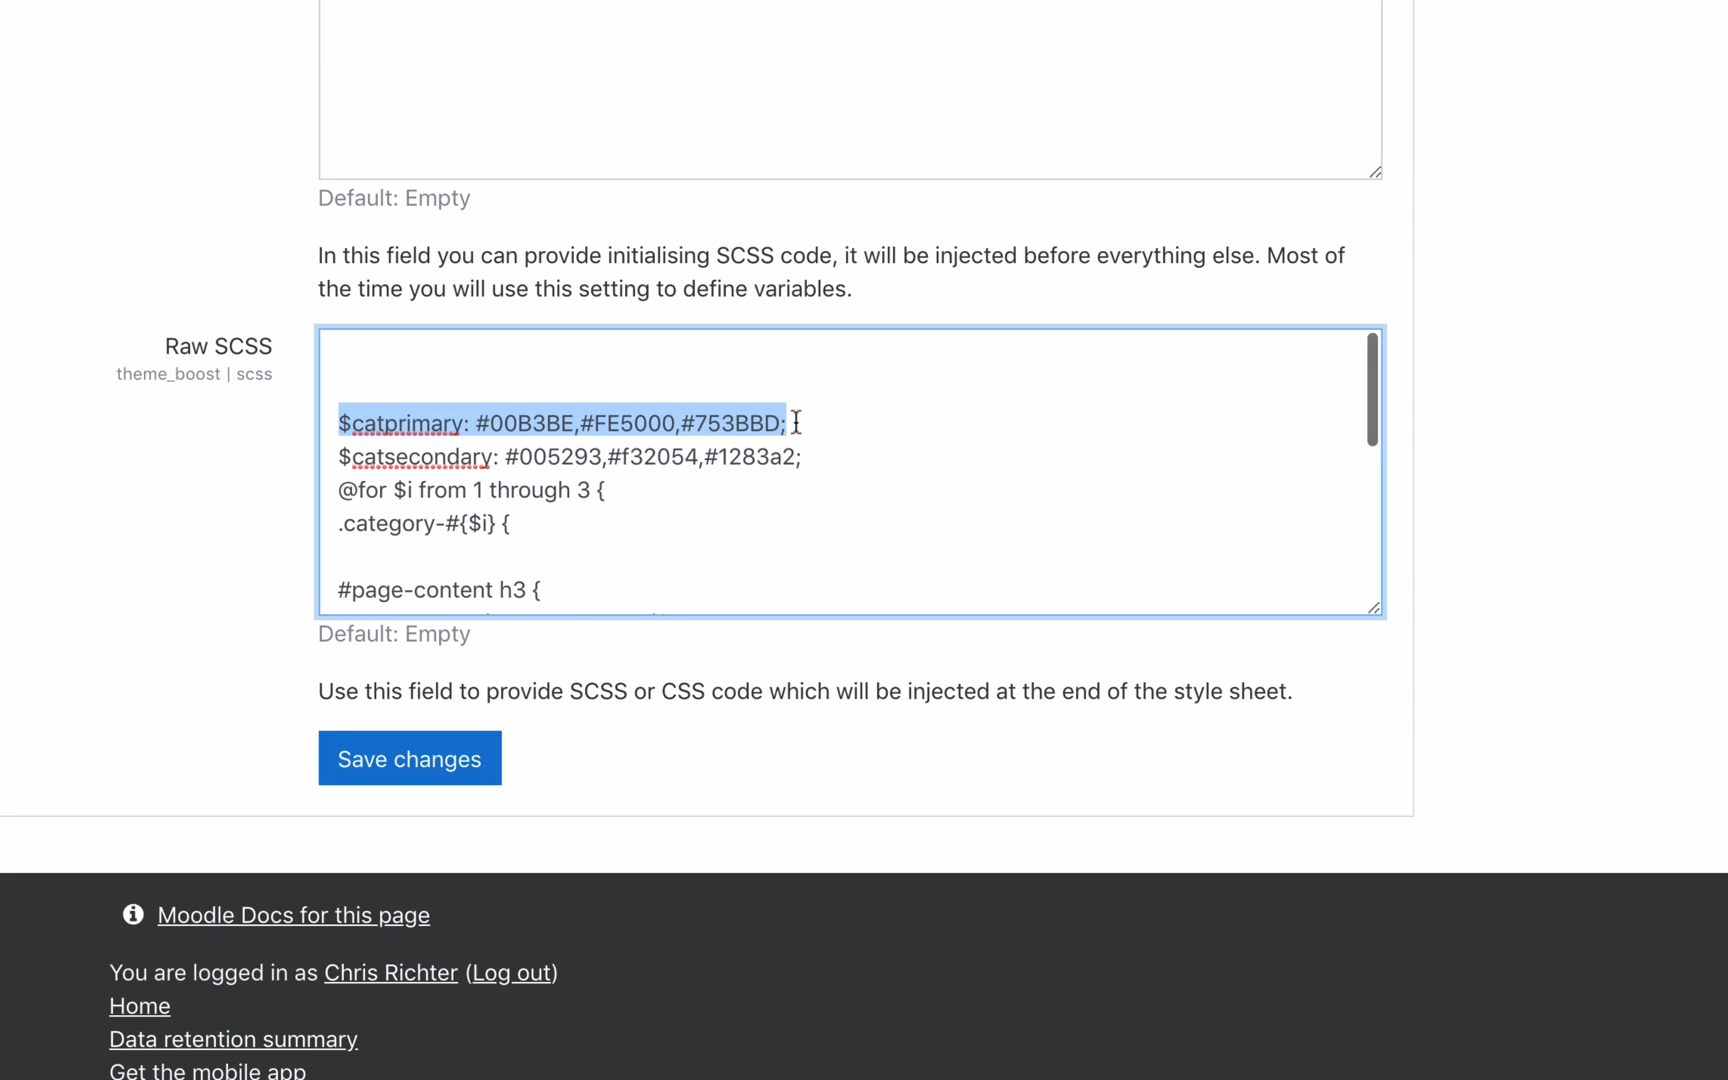 Default: Empty
In this field you can provide initialising SCSS code, it will be injected before everything else. Most of
the time you will use this setting to define variables.
Raw SCSS
theme_boost | scss
$catprimary: #00B3BE,#FE5000,#753BBD;
$catsecondary: #005293,#f32054,#1283a2;
@for $i from 1 through 3 {
.category-#{$i} {
#page-content h3 {
Default: Empty
Use this field to provide SCSS or CSS code which will be injected at the end of the style sheet.
Save changes
Moodle Docs for this page
You are logged in as Chris Richter (Log out)
Home
Data retention summary
Get the mobile app